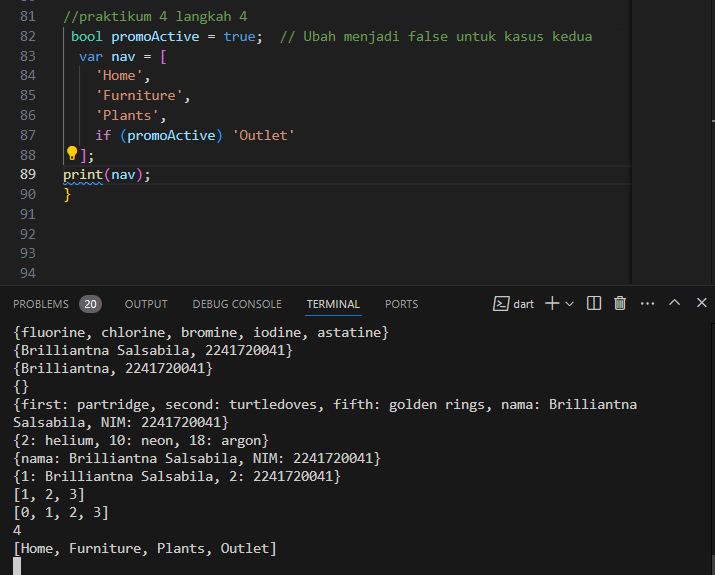 81 //praktikum 4 langkah 4
82 bool promoActive = true;  // Ubah menjadi false untuk kasus kedua
83 var nav = [
84 'Home',
85 'Furniture',
86 'Plants',
87 if (promoActive) 'Outlet'
88 ];
89 print(nav);
90 }
91
92
93
94
PROBLEMS 20 OUTPUT DEBUG CONSOLE TERMINAL PORTS dart
{fluorine, chlorine, bromine, iodine, astatine}
{Brilliantna Salsabila, 2241720041}
{Brilliantna, 2241720041}
{}
{first: partridge, second: turtledoves, fifth: golden rings, nama: Brilliantna
Salsabila, NIM: 2241720041}
{2: helium, 10: neon, 18: argon}
{nama: Brilliantna Salsabila, NIM: 2241720041}
{1: Brilliantna Salsabila, 2: 2241720041}
[1, 2, 3]
[0, 1, 2, 3]
4
[Home, Furniture, Plants, Outlet]